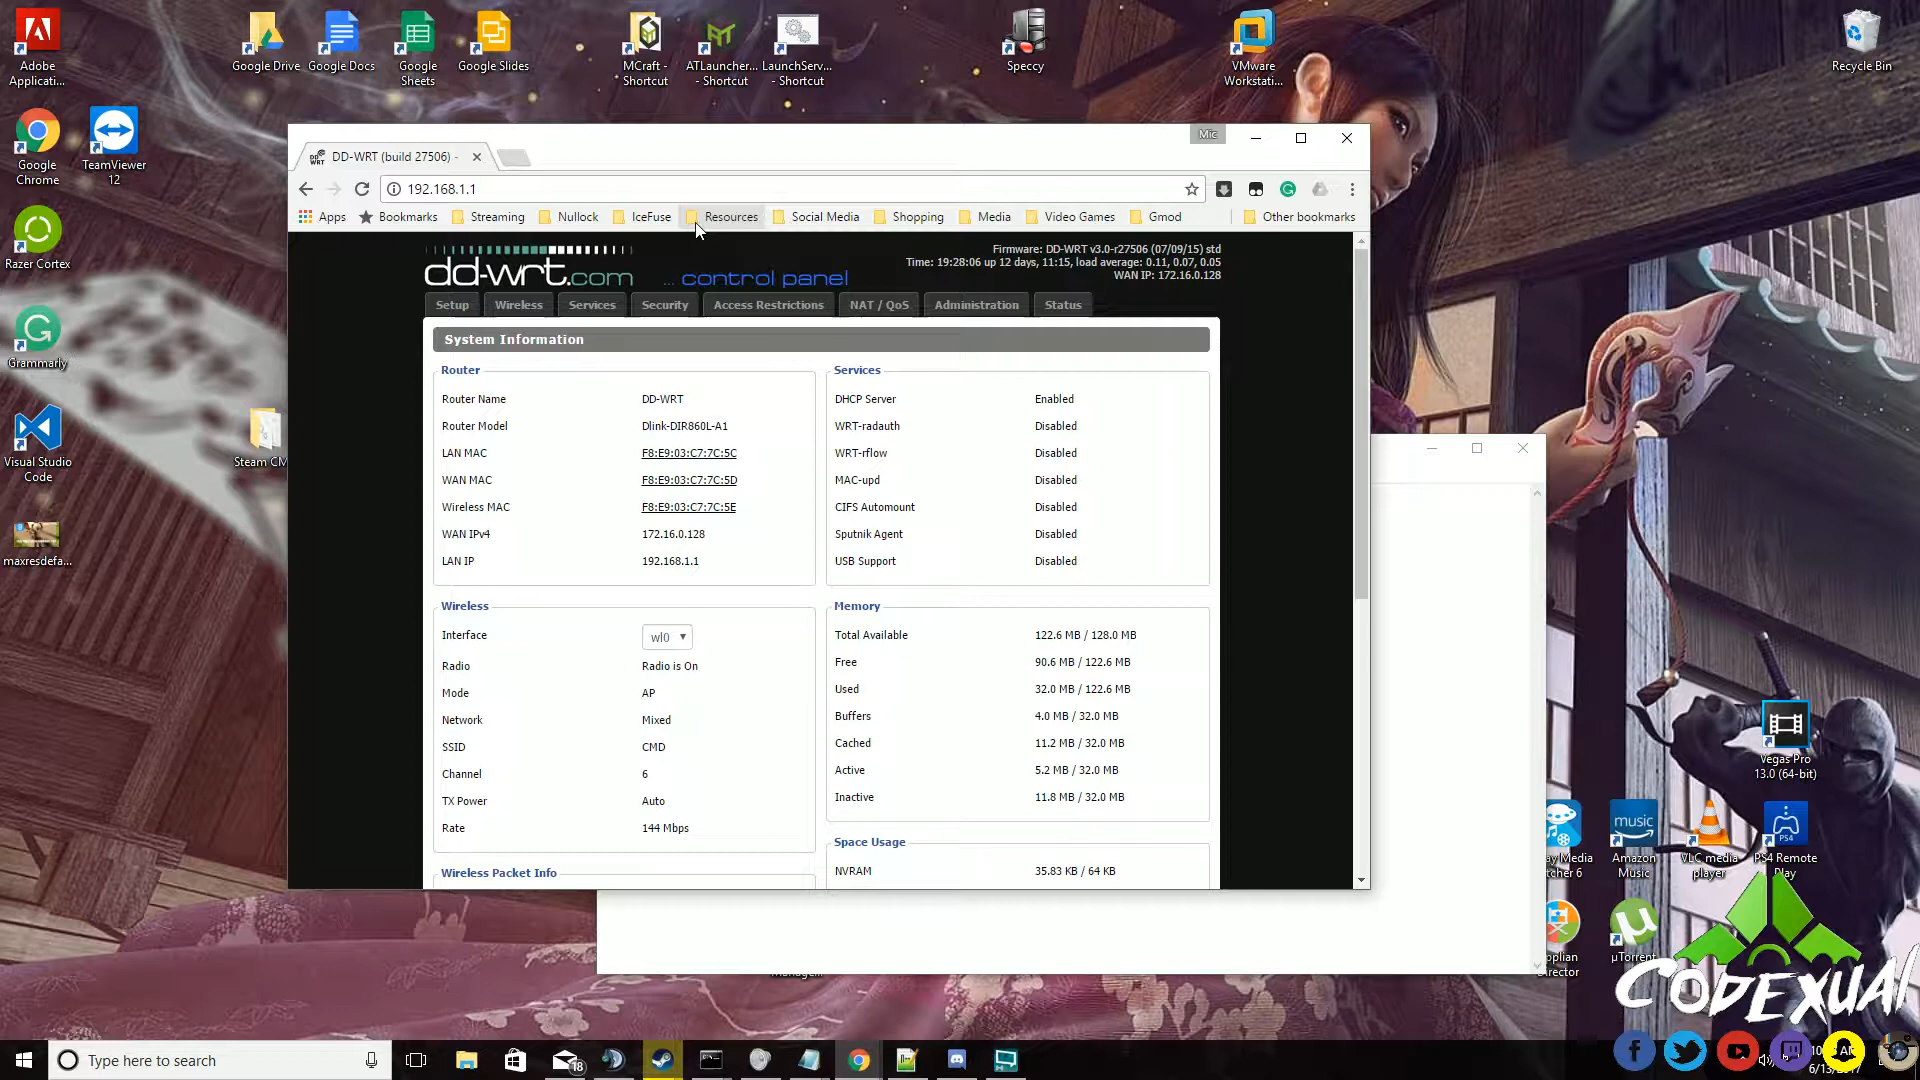 Adobe
Applicati...
Google Drive
Google Docs
Google
Sheets
Google Slides
MCraft -
Shortcut
ATLauncher...
- Shortcut
LaunchServ...
- Shortcut
Speccy
VMware
Workstati...
Recycle Bin
Google
Chrome
TeamViewer
12
Razer Cortex
Grammarly
Visual Studio
Code
Steam CM
maxresdefa...
Mic
DD-WRT (build 27506) -
192.168.1.1
Apps
Bookmarks
Streaming
Nullock
IceFuse
Resources
Social Media
Shopping
Media
Video Games
Gmod
Other bookmarks
dd-wrt.com
... control panel
Firmware: DD-WRT v3.0-r27506 (07/09/15) std
Time: 19:28:06 up 12 days, 11:15, load average: 0.11, 0.07, 0.05
WAN IP: 172.16.0.128
Setup
Wireless
Services
Security
Access Restrictions
NAT / QoS
Administration
Status
System Information
Router
Router Name DD-WRT
Router Model Dlink-DIR860L-A1
LAN MAC F8:E9:03:C7:7C:5C
WAN MAC F8:E9:03:C7:7C:5D
Wireless MAC F8:E9:03:C7:7C:5E
WAN IPv4 172.16.0.128
LAN IP 192.168.1.1
Services
DHCP Server Enabled
WRT-radauth Disabled
WRT-rflow Disabled
MAC-upd Disabled
CIFS Automount Disabled
Sputnik Agent Disabled
USB Support Disabled
Wireless
Interface wl0
Radio Radio is On
Mode AP
Network Mixed
SSID CMD
Channel 6
TX Power Auto
Rate 144 Mbps
Memory
Total Available 122.6 MB / 128.0 MB
Free 90.6 MB / 122.6 MB
Used 32.0 MB / 122.6 MB
Buffers 4.0 MB / 32.0 MB
Cached 11.2 MB / 32.0 MB
Active 5.2 MB / 32.0 MB
Inactive 11.8 MB / 32.0 MB
Wireless Packet Info
Space Usage
NVRAM 35.83 KB / 64 KB
Vegas Pro
13.0 (64-bit)
Media
music
Amazon
Music
VLC media
player
PS4
PS4 Remote
Play
Director
µTorrent
CODEXUAL
Type here to search
18